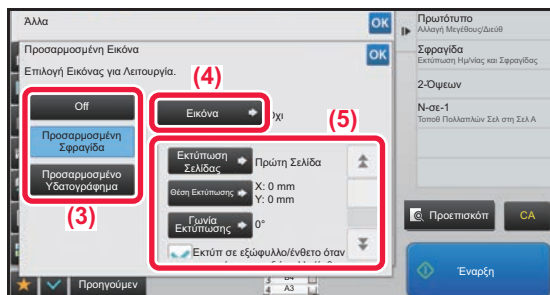 Άλλα
OK
Προσαρμοσμένη Εικόνα
OK
Επιλογή Εικόνας για Λειτουργία.
(4)
Off
Προσαρμοσμένη
Σφραγίδα
Προσαρμοσμένο
Υδατογράφημα
(3)
Εικόνα
χι
(5)
Εκτύπωση
Σελίδας
Πρώτη Σελίδα
Θέση Εκτύπωσης
X: 0 mm
Y: 0 mm
Γωνία
Εκτύπωσης
0°
Εκτύπ σε εξώφυλλο/ένθετο όταν
Προηγούμεν
B4
A3
Πρωτότυπο
Αλλαγή Μεγέθους/Διεύθ
Σφραγίδα
Εκτύπωση Ημ/νίας και Σφραγίδας
2-Όψεων
N-σε-1
Τοποθ Πολλαπλών Σελ στη Σελ Α
Προεπισκόπ
CA
Έναρξη